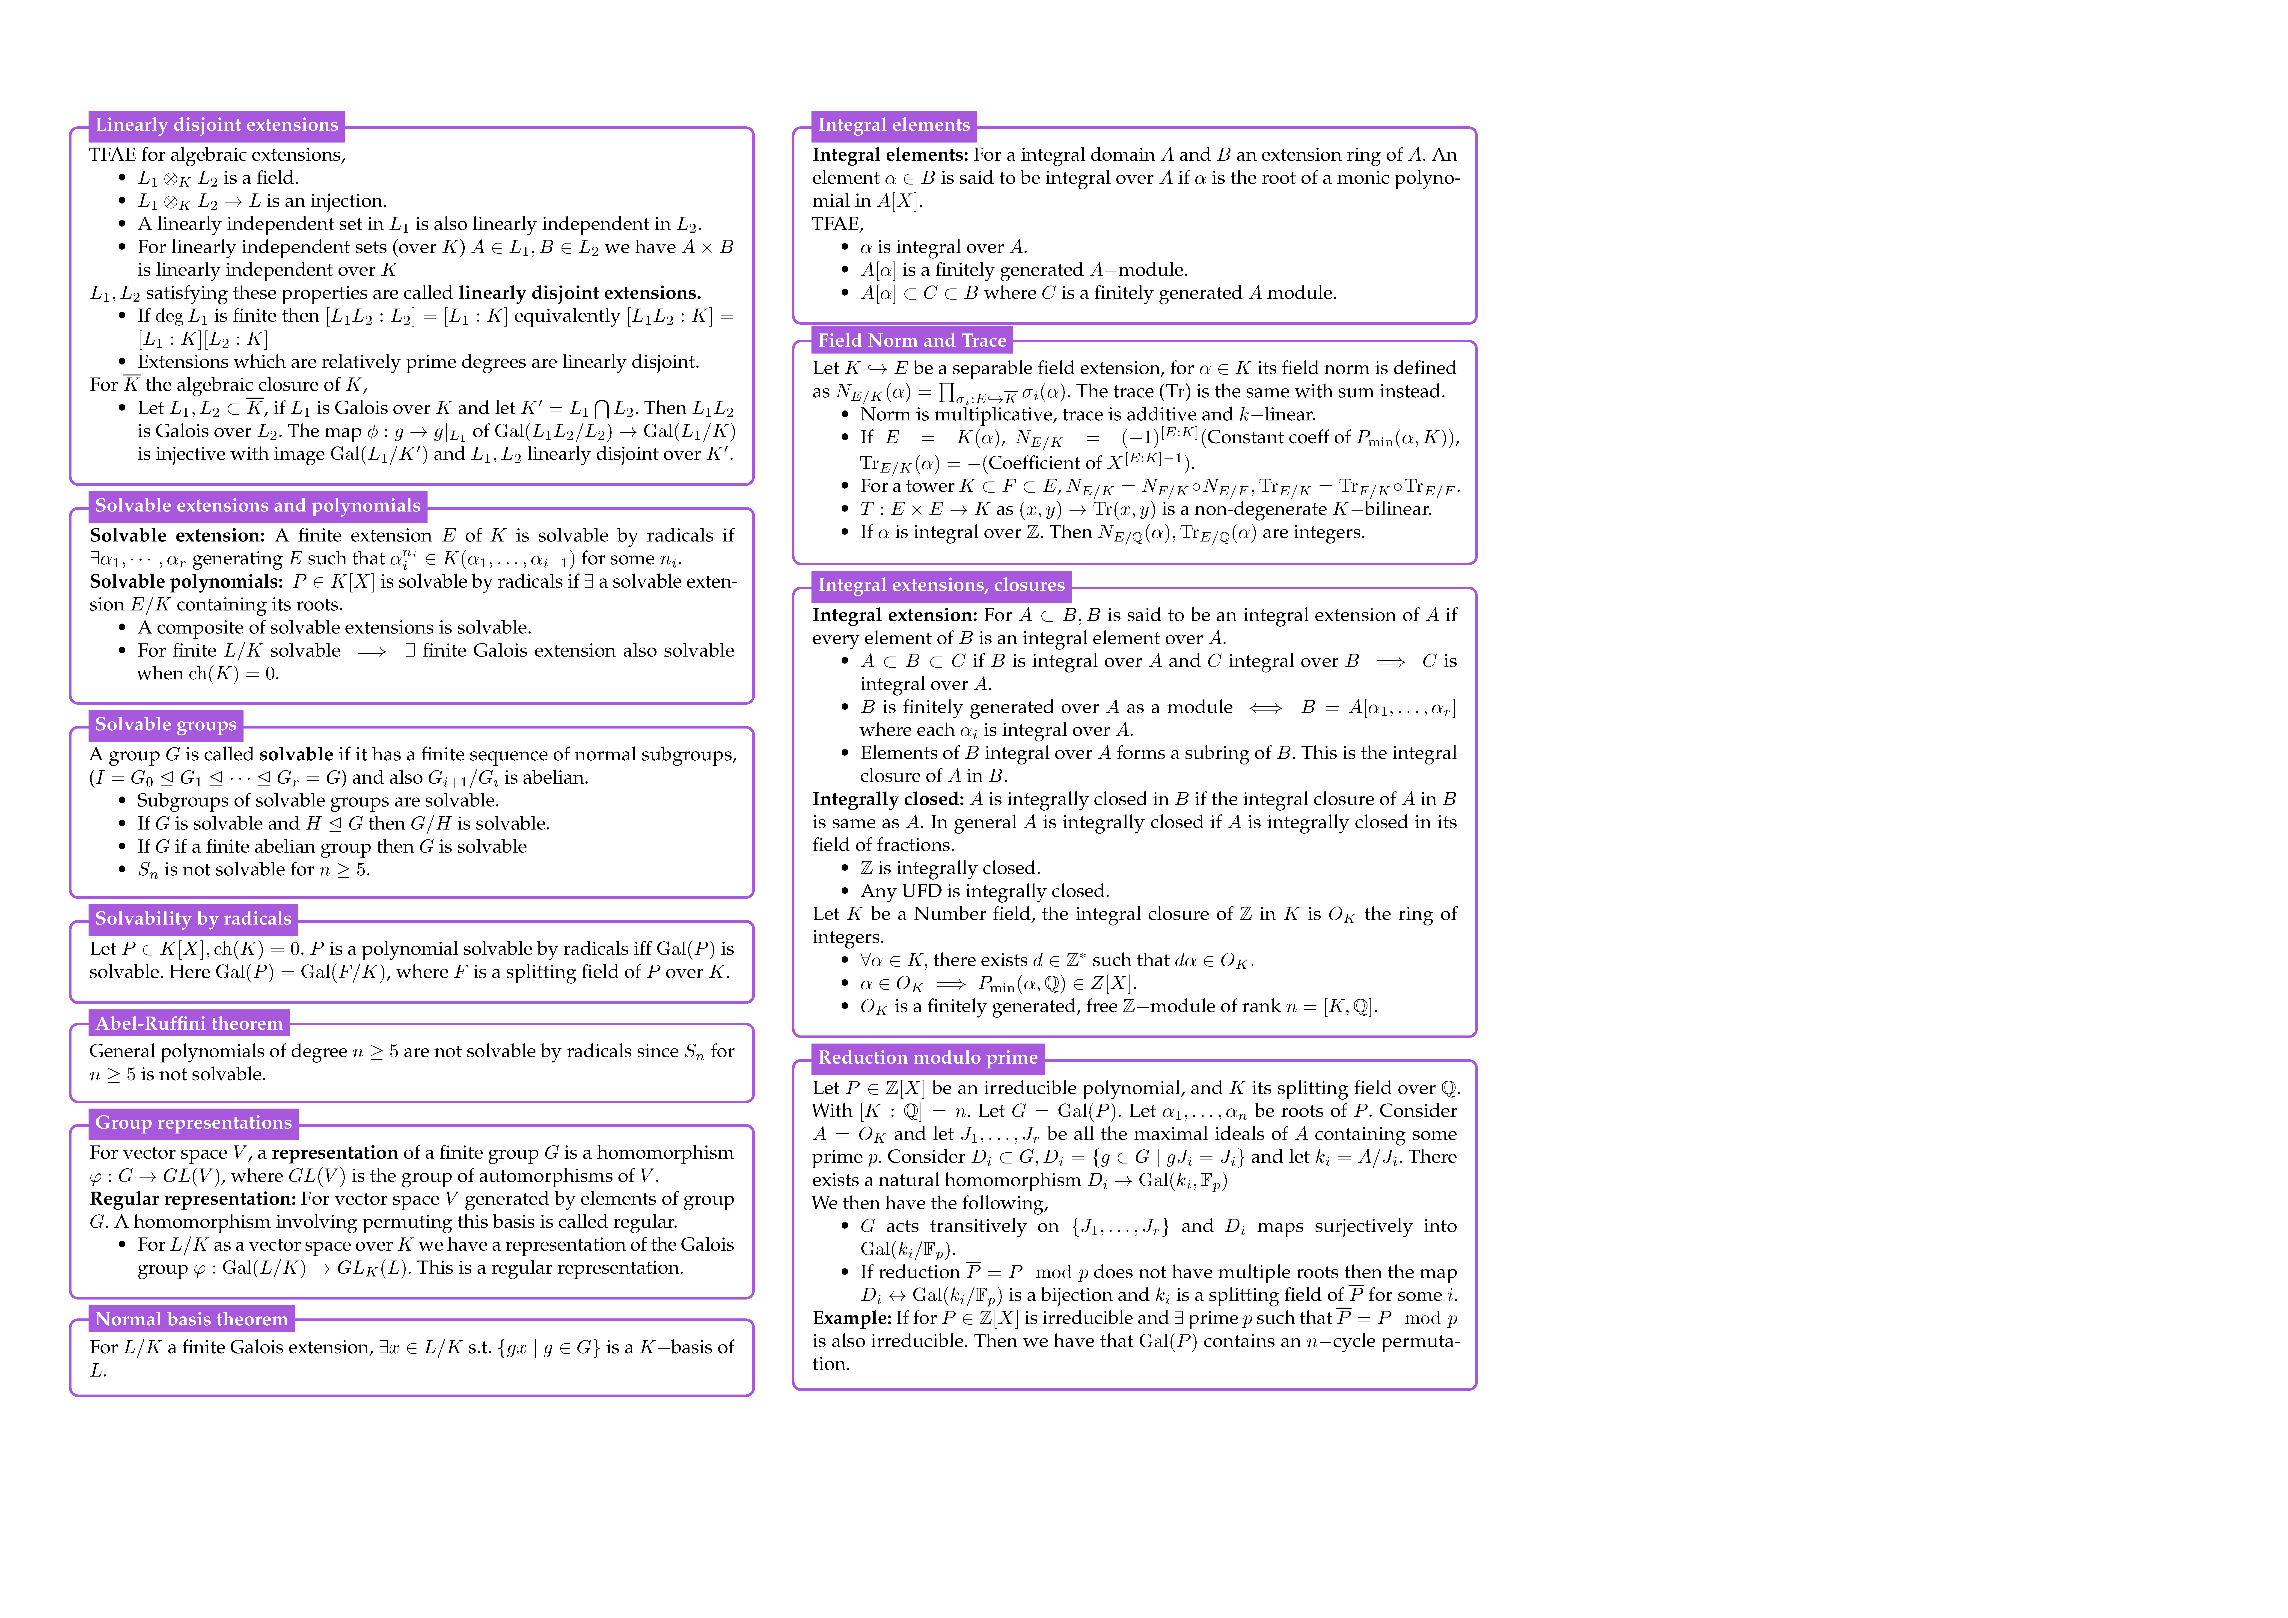 Linearly disjoint extensions
TFAE for algebraic extensions,
• L₁ ⊗_K L₂ is a field.
• L₁ ⊗_K L₂ → L is an injection.
• A linearly independent set in L₁ is also linearly independent in L₂.
• For linearly independent sets (over K) A ∈ L₁, B ∈ L₂ we have A × B
is linearly independent over K
L₁, L₂ satisfying these properties are called linearly disjoint extensions.
• If deg L₁ is finite then [L₁L₂ : L₂] = [L₁ : K] equivalently [L₁L₂ : K] =
[L₁ : K][L₂ : K]
• Extensions which are relatively prime degrees are linearly disjoint.
For K̅ the algebraic closure of K,
• Let L₁, L₂ ⊂ K̅, if L₁ is Galois over K and let K′ = L₁ ⋂ L₂. Then L₁L₂
is Galois over L₂. The map ϕ : g → g|_{L₁} of Gal(L₁L₂/L₂) → Gal(L₁/K)
is injective with image Gal(L₁/K′) and L₁, L₂ linearly disjoint over K′.
Solvable extensions and polynomials
Solvable extension: A finite extension E of K is solvable by radicals if
∃α₁, ⋯ , αᵣ generating E such that αᵢ^{nᵢ} ∈ K(α₁, . . . , αᵢ₋₁) for some nᵢ.
Solvable polynomials: P ∈ K[X] is solvable by radicals if ∃ a solvable exten-
sion E/K containing its roots.
• A composite of solvable extensions is solvable.
• For finite L/K solvable ⟹ ∃ finite Galois extension also solvable
when ch(K) = 0.
Solvable groups
A group G is called solvable if it has a finite sequence of normal subgroups,
(I = G₀ ⊴ G₁ ⊴ ⋯ ⊴ Gᵣ = G) and also Gᵢ₊₁/Gᵢ is abelian.
• Subgroups of solvable groups are solvable.
• If G is solvable and H ⊴ G then G/H is solvable.
• If G if a finite abelian group then G is solvable
• Sₙ is not solvable for n ≥ 5.
Solvability by radicals
Let P ⊂ K[X], ch(K) = 0. P is a polynomial solvable by radicals iff Gal(P) is
solvable. Here Gal(P) = Gal(F/K), where F is a splitting field of P over K.
Abel-Ruffini theorem
General polynomials of degree n ≥ 5 are not solvable by radicals since Sₙ for
n ≥ 5 is not solvable.
Group representations
For vector space V, a representation of a finite group G is a homomorphism
φ : G → GL(V), where GL(V) is the group of automorphisms of V.
Regular representation: For vector space V generated by elements of group
G. A homomorphism involving permuting this basis is called regular.
• For L/K as a vector space over K we have a representation of the Galois
group φ : Gal(L/K) → GL_K(L). This is a regular representation.
Normal basis theorem
For L/K a finite Galois extension, ∃x ∈ L/K s.t. {gx | g ∈ G} is a K−basis of
L.
Integral elements
Integral elements: For a integral domain A and B an extension ring of A. An
element α ∈ B is said to be integral over A if α is the root of a monic polyno-
mial in A[X].
TFAE,
• α is integral over A.
• A[α] is a finitely generated A−module.
• A[α] ⊂ C ⊂ B where C is a finitely generated A module.
Field Norm and Trace
Let K ↪ E be a separable field extension, for α ∈ K its field norm is defined
as N_{E/K}(α) = ∏_{σᵢ:E↪K̅} σᵢ(α). The trace (Tr) is the same with sum instead.
• Norm is multiplicative, trace is additive and k−linear.
• If E = K(α), N_{E/K} = (−1)^{[E:K]}(Constant coeff of P_min(α, K)),
Tr_{E/K}(α) = −(Coefficient of X^{[E:K]−1}).
• For a tower K ⊂ F ⊂ E, N_{E/K} = N_{F/K}∘N_{E/F}, Tr_{E/K} = Tr_{F/K}∘Tr_{E/F}.
• T : E × E → K as (x, y) → Tr(x, y) is a non-degenerate K−bilinear.
• If α is integral over ℤ. Then N_{E/ℚ}(α), Tr_{E/ℚ}(α) are integers.
Integral extensions, closures
Integral extension: For A ⊂ B, B is said to be an integral extension of A if
every element of B is an integral element over A.
• A ⊂ B ⊂ C if B is integral over A and C integral over B ⟹ C is
integral over A.
• B is finitely generated over A as a module ⟺ B = A[α₁, . . . , αᵣ]
where each αᵢ is integral over A.
• Elements of B integral over A forms a subring of B. This is the integral
closure of A in B.
Integrally closed: A is integrally closed in B if the integral closure of A in B
is same as A. In general A is integrally closed if A is integrally closed in its
field of fractions.
• ℤ is integrally closed.
• Any UFD is integrally closed.
Let K be a Number field, the integral closure of ℤ in K is O_K the ring of
integers.
• ∀α ∈ K, there exists d ∈ ℤ* such that dα ∈ O_K.
• α ∈ O_K ⟹ P_min(α, ℚ) ∈ Z[X].
• O_K is a finitely generated, free ℤ−module of rank n = [K, ℚ].
Reduction modulo prime
Let P ∈ ℤ[X] be an irreducible polynomial, and K its splitting field over ℚ.
With [K : ℚ] = n. Let G = Gal(P). Let α₁, . . . , αₙ be roots of P. Consider
A = O_K and let J₁, . . . , Jᵣ be all the maximal ideals of A containing some
prime p. Consider Dᵢ ⊂ G, Dᵢ = {g ⊂ G | gJᵢ = Jᵢ} and let kᵢ = A/Jᵢ. There
exists a natural homomorphism Dᵢ → Gal(kᵢ, 𝔽ₚ)
We then have the following,
• G acts transitively on {J₁, . . . , Jᵣ} and Dᵢ maps surjectively into
Gal(kᵢ/𝔽ₚ).
• If reduction P̅ = P mod p does not have multiple roots then the map
Dᵢ ↔ Gal(kᵢ/𝔽ₚ) is a bijection and kᵢ is a splitting field of P̅ for some i.
Example: If for P ∈ ℤ[X] is irreducible and ∃ prime p such that P̅ = P mod p
is also irreducible. Then we have that Gal(P) contains an n−cycle permuta-
tion.